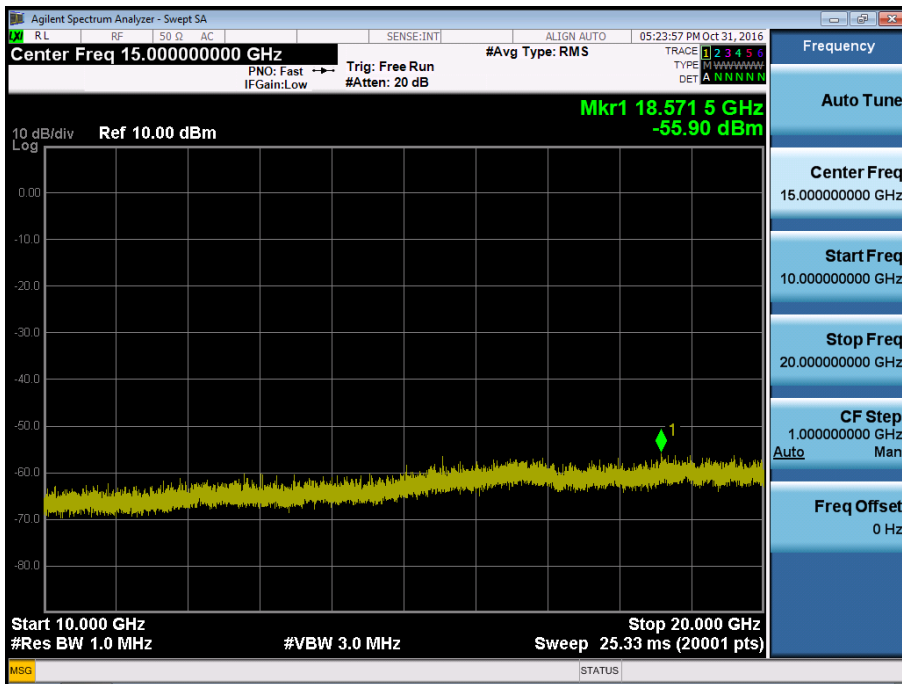 Agilent Spectrum Analyzer - Swept SA
LXI RL RF 50 Ω AC SENSE:INT ALIGN AUTO 05:23:57 PM Oct 31, 2016
Center Freq 15.000000000 GHz
PNO: Fast
IFGain:Low
Trig: Free Run
#Atten: 20 dB
#Avg Type: RMS
TRACE 1 2 3 4 5 6
TYPE M W W W W W
DET A N N N N N
Mkr1 18.571 5 GHz
-55.90 dBm
10 dB/div
Log
Ref 10.00 dBm
0.00
-10.0
-20.0
-30.0
-40.0
-50.0
-60.0
-70.0
-80.0
1
Start 10.000 GHz
Stop 20.000 GHz
#Res BW 1.0 MHz
#VBW 3.0 MHz
Sweep 25.33 ms (20001 pts)
MSG
STATUS
Frequency
Auto Tune
Center Freq
15.000000000 GHz
Start Freq
10.000000000 GHz
Stop Freq
20.000000000 GHz
CF Step
1.000000000 GHz
Auto Man
Freq Offset
0 Hz